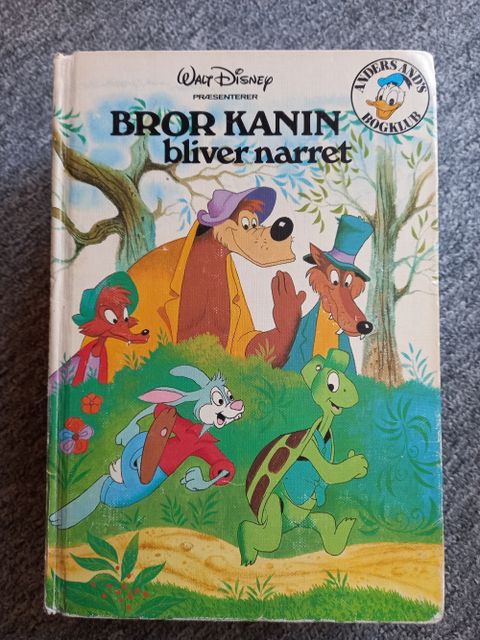 WALT DISNEY
PRÆSENTERER
BROR KANIN
bliver narret
ANDERS AND'S
BOGKLUB